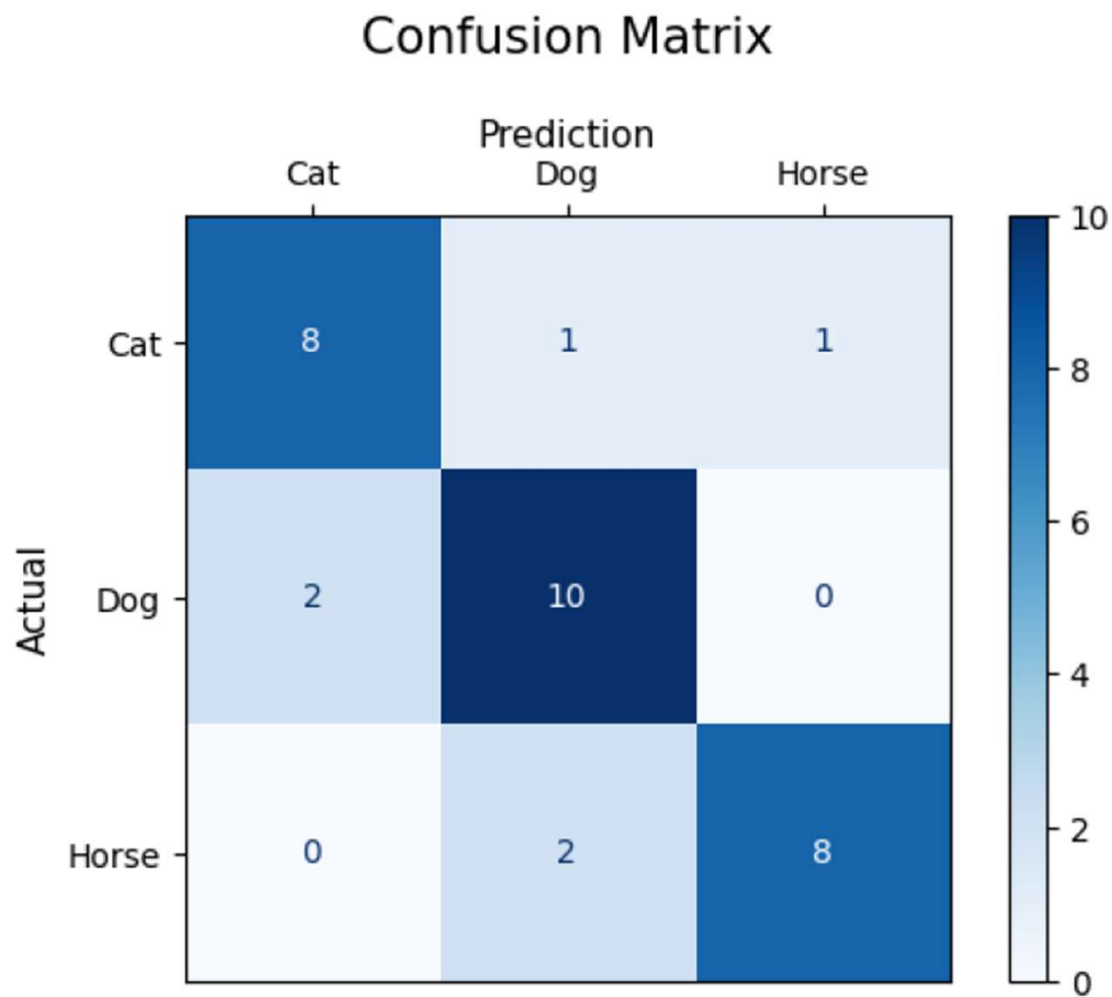 Confusion Matrix
Prediction
Cat Dog Horse
Actual
Cat 8 1 1
Dog 2 10 0
Horse 0 2 8
10
8
6
4
2
0